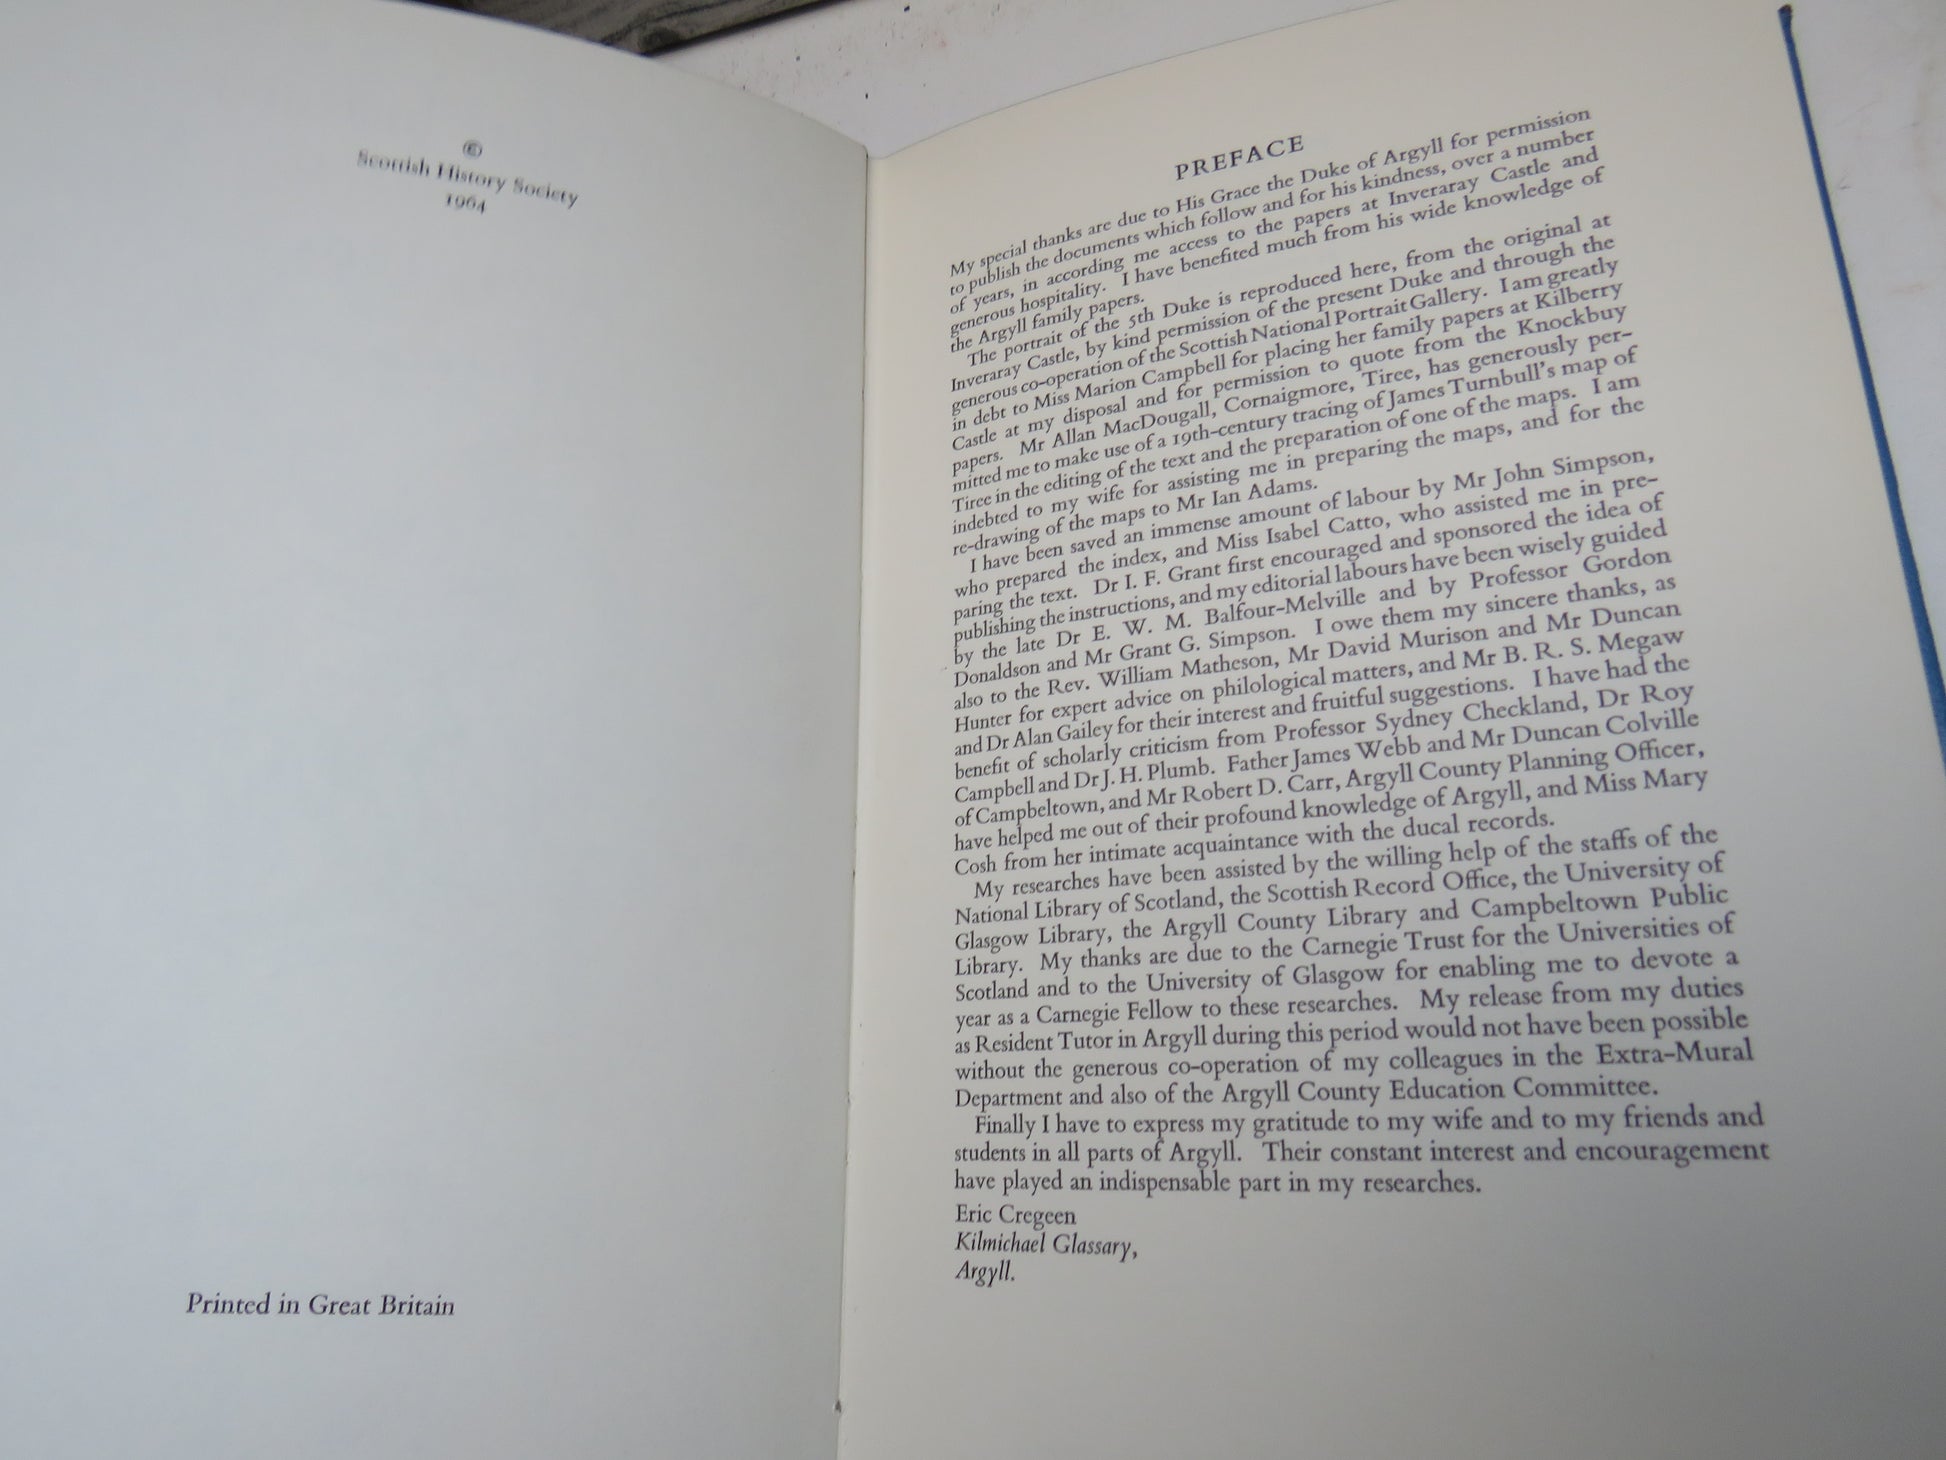 ©
Scottish History Society
1964
Printed in Great Britain
PREFACE
My special thanks are due to His Grace the Duke of Argyll for permission
to publish the documents which follow and for his kindness, over a number
of years, in according me access to the papers at Inveraray Castle and
generous hospitality. I have benefited much from his wide knowledge of
the Argyll family papers.
The portrait of the 5th Duke is reproduced here, from the original at
Inveraray Castle, by kind permission of the present Duke and through the
generous co-operation of the Scottish National Portrait Gallery. I am greatly
in debt to Miss Marion Campbell for placing her family papers at Kilberry
Castle at my disposal and for permission to quote from the Knockbuy
papers. Mr Allan MacDougall, Cornaigmore, Tiree, has generously per-
mitted me to make use of a 19th-century tracing of James Turnbull's map of
Tiree in the editing of the text and the preparation of one of the maps. I am
indebted to my wife for assisting me in preparing the maps, and for the
re-drawing of the maps to Mr Ian Adams.
I have been saved an immense amount of labour by Mr John Simpson,
who prepared the index, and Miss Isabel Catto, who assisted me in pre-
paring the text. Dr I. F. Grant first encouraged and sponsored the idea of
publishing the instructions, and my editorial labours have been wisely guided
by the late Dr E. W. M. Balfour-Melville and by Professor Gordon
Donaldson and Mr Grant G. Simpson. I owe them my sincere thanks, as
also to the Rev. William Matheson, Mr David Murison and Mr Duncan
Hunter for expert advice on philological matters, and Mr B. R. S. Megaw
and Dr Alan Gailey for their interest and fruitful suggestions. I have had the
benefit of scholarly criticism from Professor Sydney Checkland, Dr Roy
Campbell and Dr J. H. Plumb. Father James Webb and Mr Duncan Colville
of Campbeltown, and Mr Robert D. Carr, Argyll County Planning Officer,
have helped me out of their profound knowledge of Argyll, and Miss Mary
Cosh from her intimate acquaintance with the ducal records.
My researches have been assisted by the willing help of the staffs of the
National Library of Scotland, the Scottish Record Office, the University of
Glasgow Library, the Argyll County Library and Campbeltown Public
Library. My thanks are due to the Carnegie Trust for the Universities of
Scotland and to the University of Glasgow for enabling me to devote a
year as a Carnegie Fellow to these researches. My release from my duties
as Resident Tutor in Argyll during this period would not have been possible
without the generous co-operation of my colleagues in the Extra-Mural
Department and also of the Argyll County Education Committee.
Finally I have to express my gratitude to my wife and to my friends and
students in all parts of Argyll. Their constant interest and encouragement
have played an indispensable part in my researches.
Eric Cregeen
Kilmichael Glassary,
Argyll.